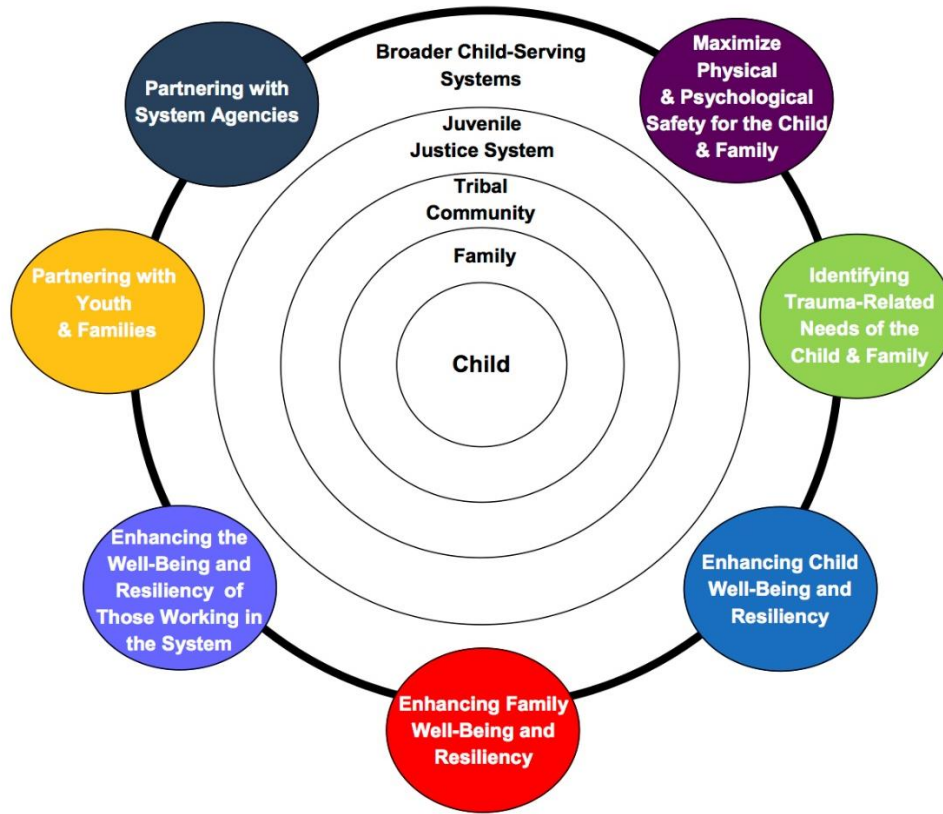 Broader Child-Serving
Systems
Juvenile
Justice System
Tribal
Community
Family
Child
Maximize
Physical
& Psychological
Safety for the Child
& Family
Identifying
Trauma-Related
Needs of the
Child & Family
Enhancing Child
Well-Being and
Resiliency
Enhancing Family
Well-Being and
Resiliency
Enhancing the
Well-Being and
Resiliency of
Those Working in
the System
Partnering with
Youth
& Families
Partnering with
System Agencies